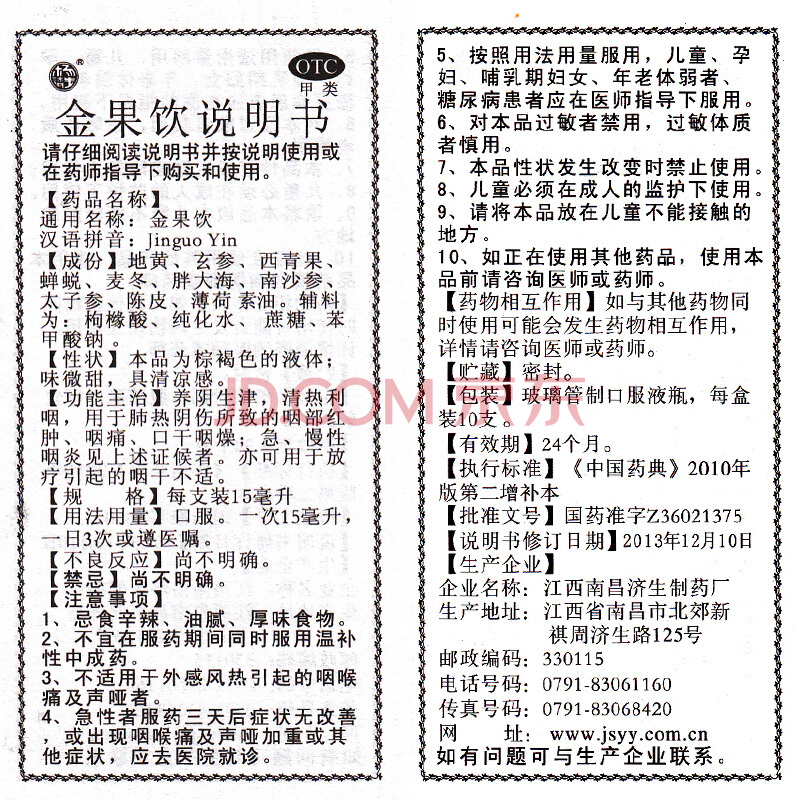 OTC
甲类
金果饮说明书
请仔细阅读说明书并按说明使用或
在药师指导下购买和使用。
【药品名称】
通用名称：金果饮
汉语拼音：Jinguo Yin
【成份】地黄、玄参、西青果、
蝉蜕、麦冬、胖大海、南沙参、
太子参、陈皮、薄荷素油。辅料
为：枸橼酸、纯化水、蔗糖、苯
甲酸钠。
【性状】本品为棕褐色的液体；
味微甜，具清凉感。
【功能主治】养阴生津，清热利
咽，用于肺热阴伤所致的咽部红
肿、咽痛、口干咽燥；急、慢性
咽炎见上述证候者。亦可用于放
疗引起的咽干不适。
【规 格】每支装15毫升
【用法用量】口服。一次15毫升，
一日3次或遵医嘱。
【不良反应】尚不明确。
【禁忌】尚不明确。
【注意事项】
1、忌食辛辣、油腻、厚味食物。
2、不宜在服药期间同时服用温补
性中成药。
3、不适用于外感风热引起的咽喉
痛及声哑者。
4、急性者服药三天后症状无改善
，或出现咽喉痛及声哑加重或其
他症状，应去医院就诊。
5、按照用法用量服用，儿童、孕
妇、哺乳期妇女、年老体弱者、
糖尿病患者应在医师指导下服用。
6、对本品过敏者禁用，过敏体质
者慎用。
7、本品性状发生改变时禁止使用。
8、儿童必须在成人的监护下使用。
9、请将本品放在儿童不能接触的
地方。
10、如正在使用其他药品，使用本
品前请咨询医师或药师。
【药物相互作用】如与其他药物同
时使用可能会发生药物相互作用，
详情请咨询医师或药师。
【贮藏】密封。
【包装】玻璃管制口服液瓶，每盒
装10支。
【有效期】24个月。
【执行标准】《中国药典》2010年
版第二增补本
【批准文号】国药准字Z36021375
【说明书修订日期】2013年12月10日
【生产企业】
企业名称：江西南昌济生制药厂
生产地址：江西省南昌市北郊新
祺周济生路125号
邮政编码：330115
电话号码：0791-83061160
传真号码：0791-83068420
网 址：www.jsyy.com.cn
如有问题可与生产企业联系。
JD.COM 京东